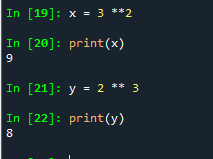 In [19]: x = 3 **2
In [20]: print(x)
9
In [21]: y = 2 ** 3
In [22]: print(y)
8